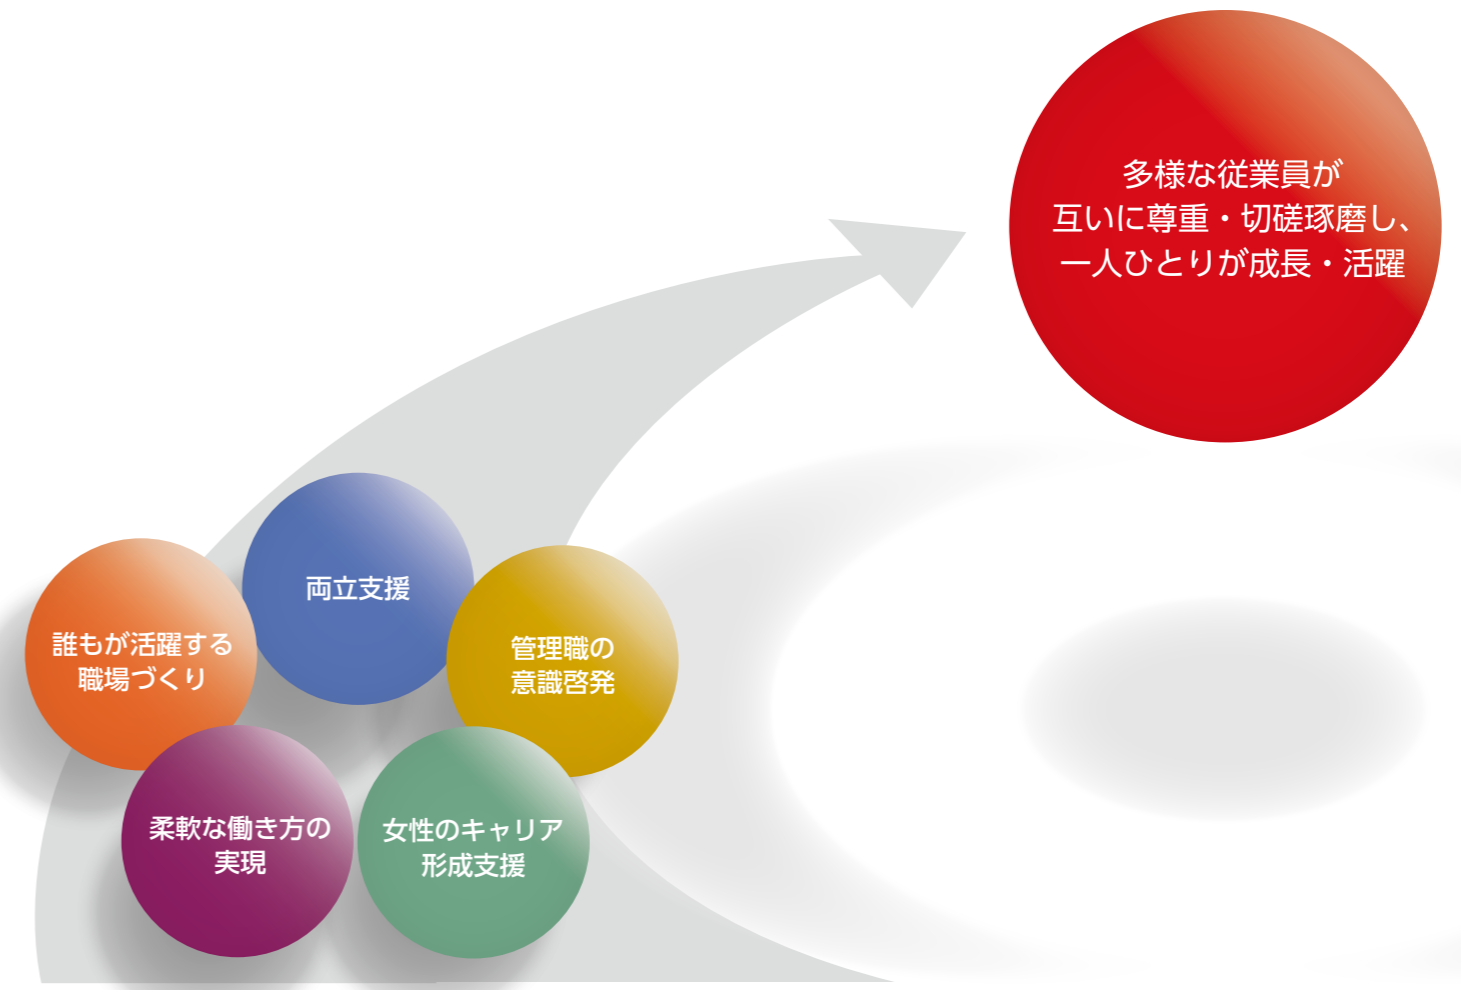 多様な従業員が
互いに尊重・切磋琢磨し、
一人ひとりが成長・活躍
両立支援
誰もが活躍する
職場づくり
管理職の
意識啓発
柔軟な働き方の
実現
女性のキャリア
形成支援